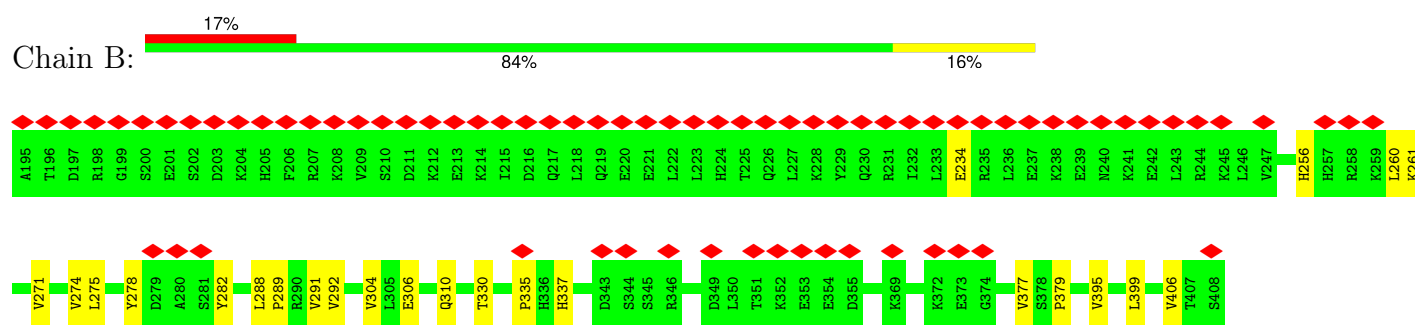 17%
Chain B:
84% 16%
A195 T196 D197 R198 G199 S200 E201 S202 D203 K204 H205 F206 R207 K208 V209 S210 D211 K212 E213 K214 I215 D216 Q217 L218 Q219 E220 E221 L222 L223 H224 T225 Q226 L227 K228 Y229 Q230 R231 I232 L233 E234 R235 L236 E237 K238 E239 N240 K241 E242 L243 R244 K245 L246 V247 H256 H257 R258 K259 L260 K261
V271 V274 L275 Y278 D279 A280 S281 Y282 L288 P289 R290 V291 V292 V304 L305 E306 Q310 T330 P335 H336 H337 D343 S344 S345 R346 D349 L350 T351 K352 E353 E354 D355 K369 K372 E373 G374 V377 S378 P379 V395 L399 V406 T407 S408